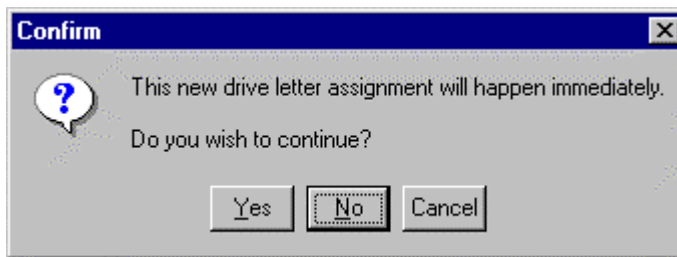 Confirm
This new drive letter assignment will happen immediately.
Do you wish to continue?
Yes No Cancel